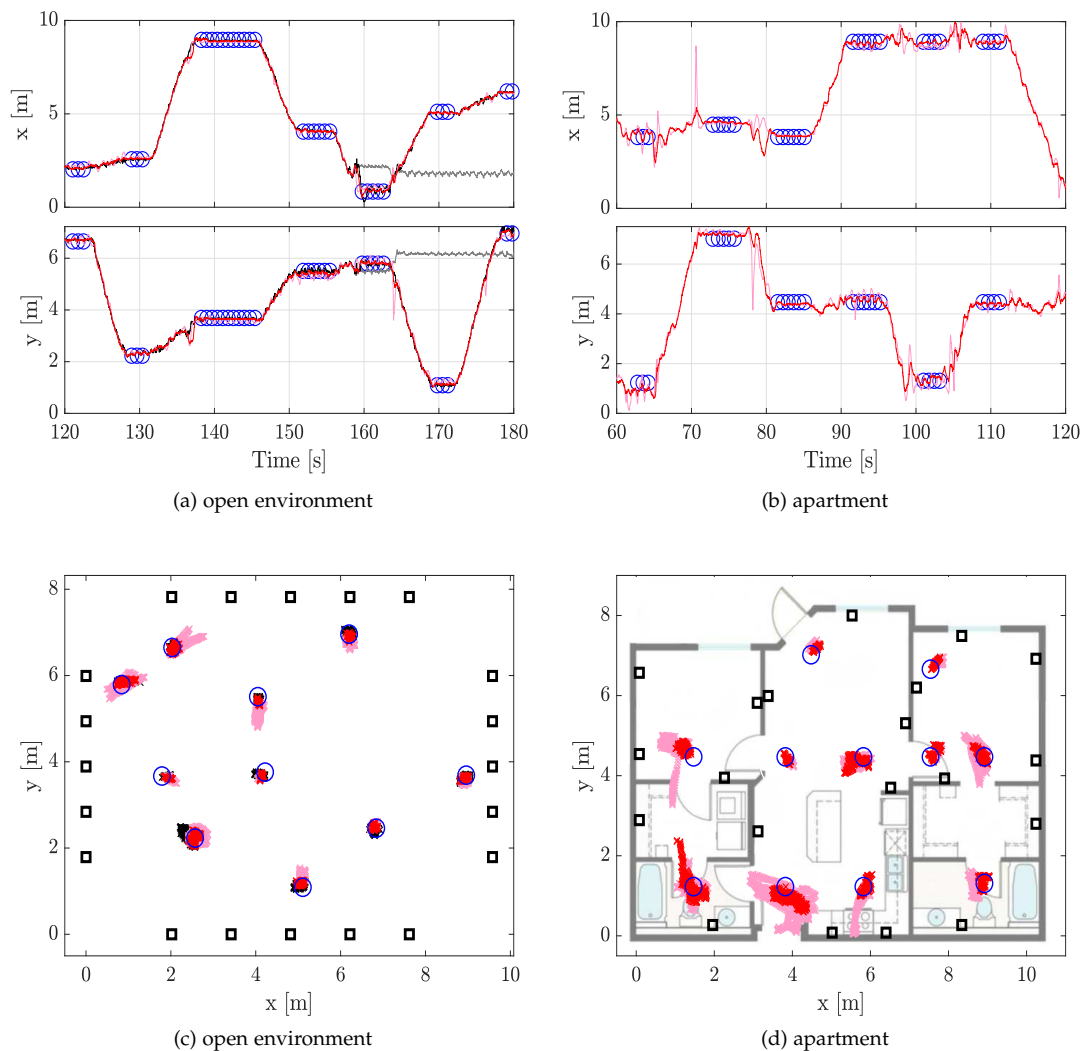 10
5
0
x [m]
6
4
2
0
y [m]
120 130 140 150 160 170 180
Time [s]
(a) open environment
10
5
0
x [m]
6
4
2
0
y [m]
60 70 80 90 100 110 120
Time [s]
(b) apartment
8
6
4
2
0
y [m]
0 2 4 6 8 10
x [m]
(c) open environment
8
6
4
2
0
y [m]
0 2 4 6 8 10
x [m]
(d) apartment